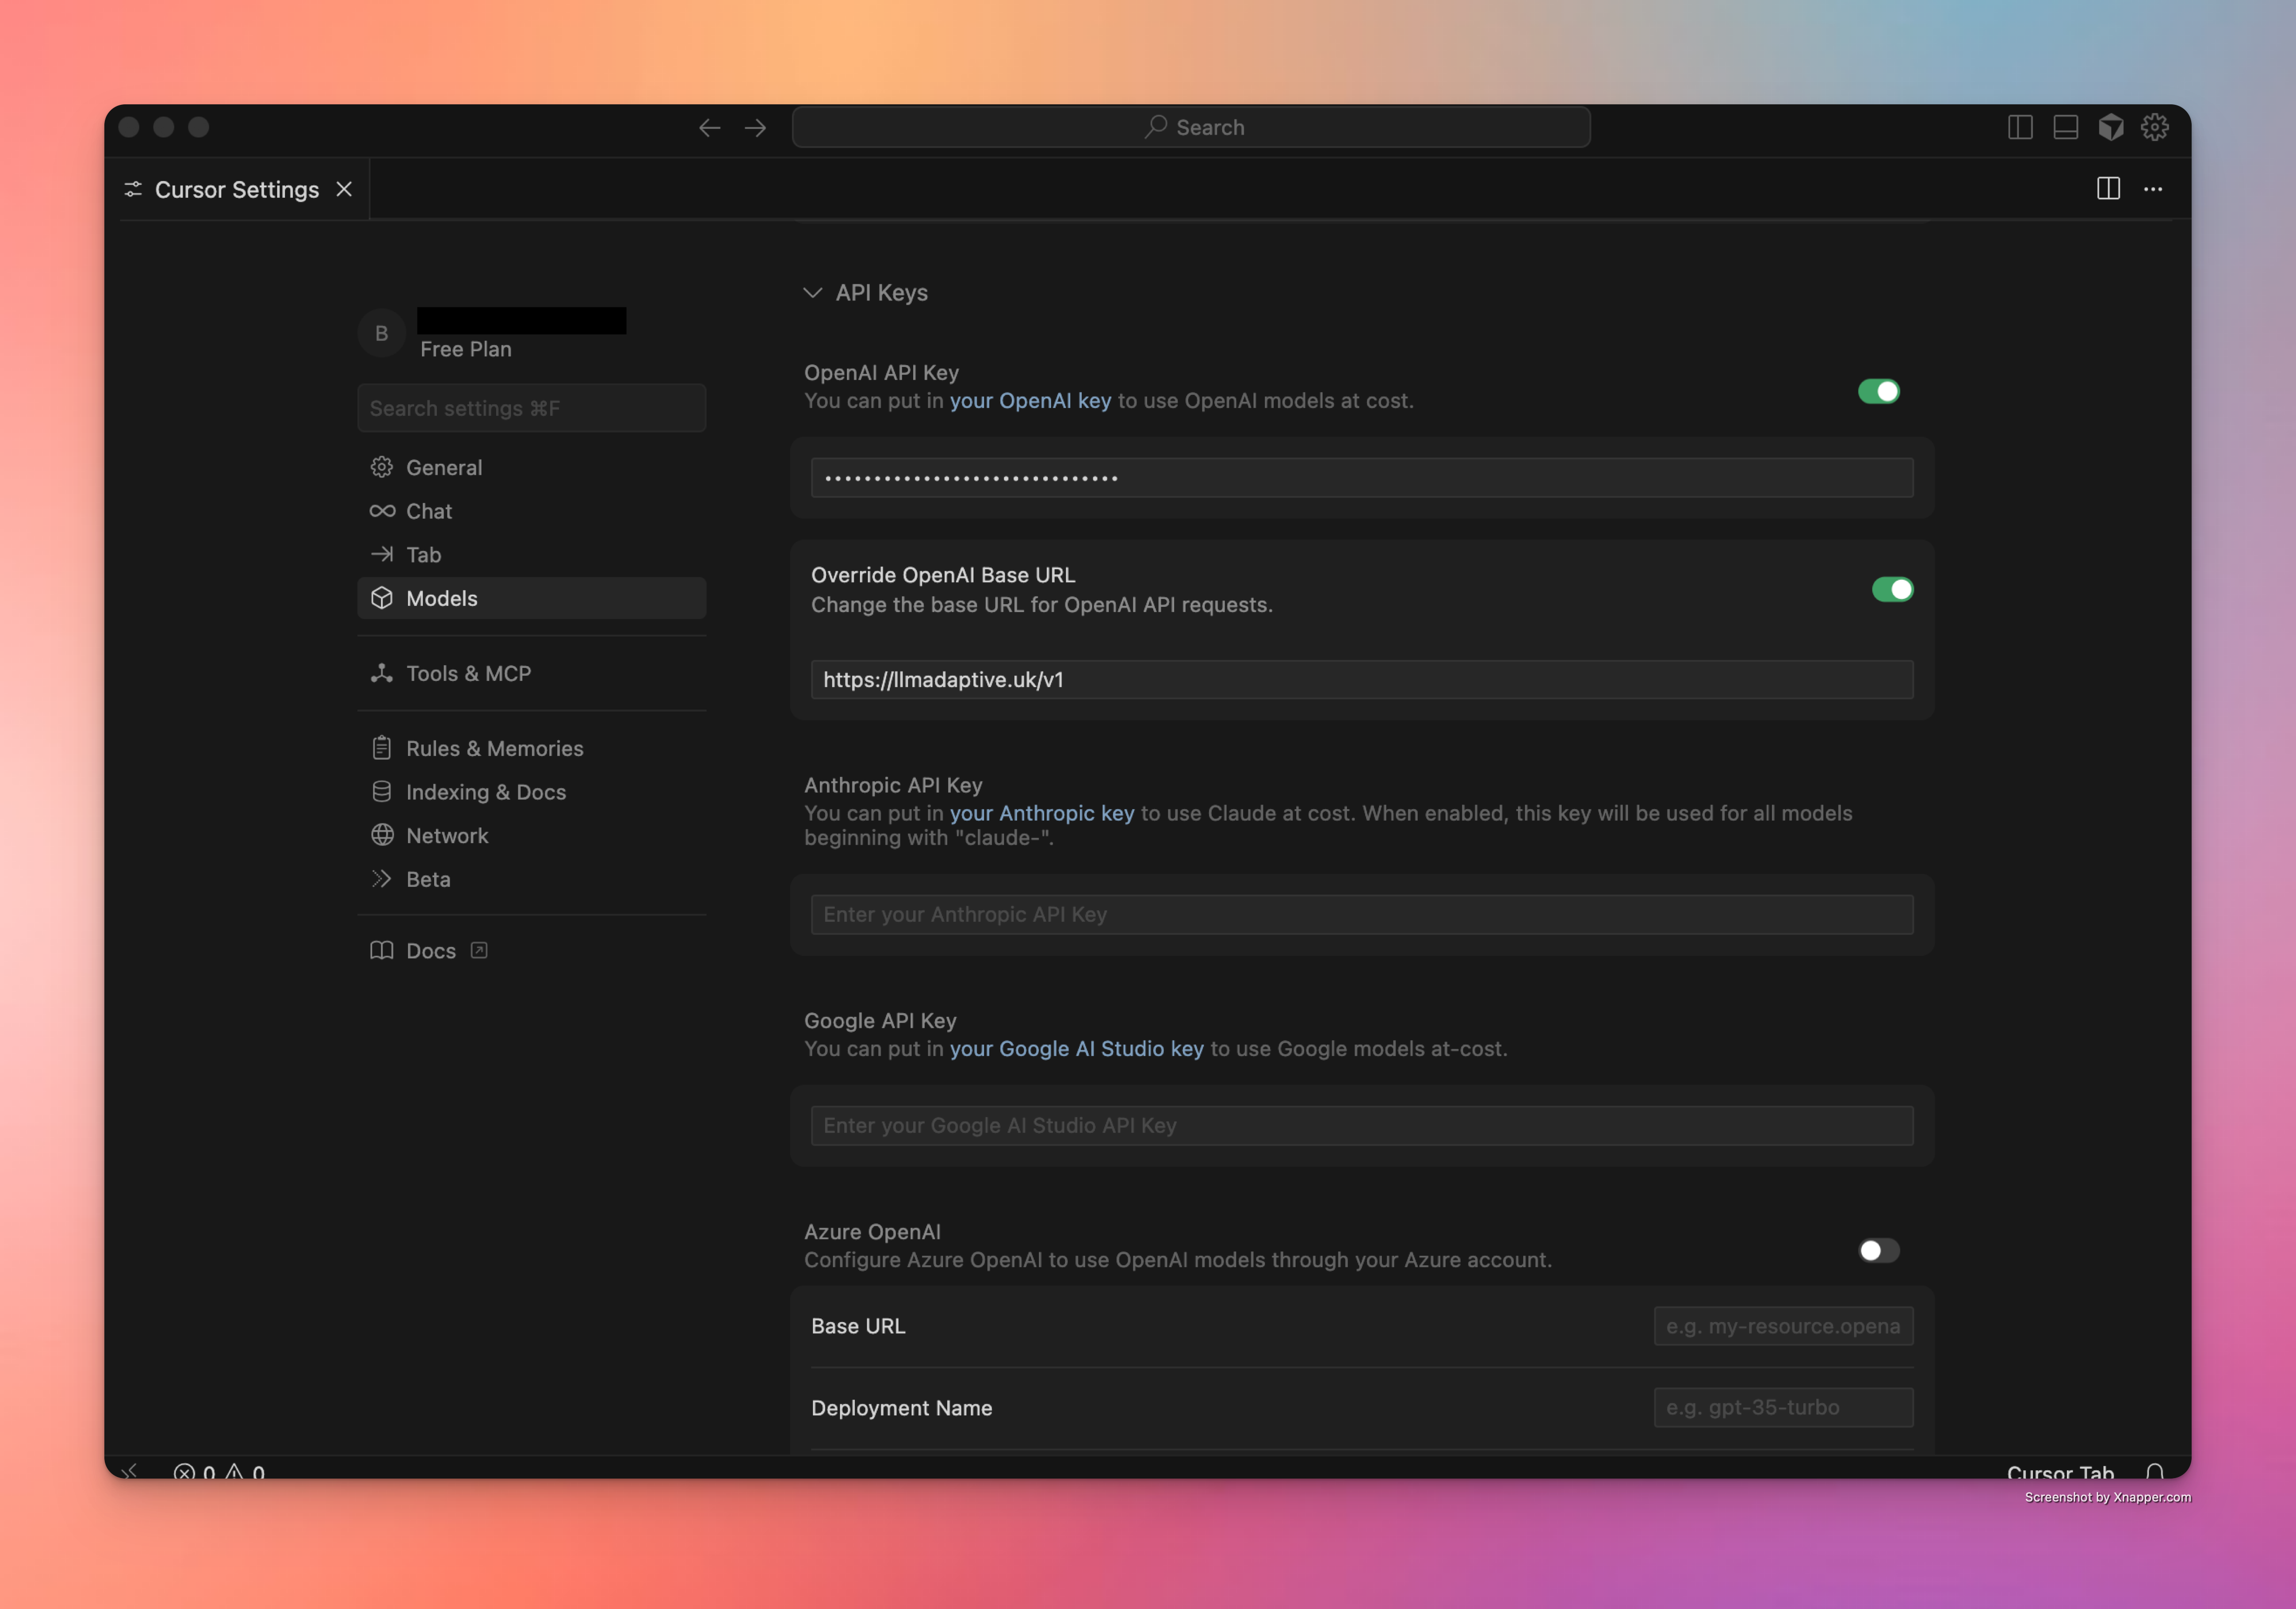 Search
Cursor Settings
B
Free Plan
Search settings ⌘F
General
Chat
Tab
Models
Tools & MCP
Rules & Memories
Indexing & Docs
Network
Beta
Docs
API Keys
OpenAI API Key
You can put in your OpenAI key to use OpenAI models at cost.
••••••••••••••••••••••••••••••
Override OpenAI Base URL
Change the base URL for OpenAI API requests.
https://llmadaptive.uk/v1
Anthropic API Key
You can put in your Anthropic key to use Claude at cost. When enabled, this key will be used for all models
beginning with "claude-".
Enter your Anthropic API Key
Google API Key
You can put in your Google AI Studio key to use Google models at-cost.
Enter your Google AI Studio API Key
Azure OpenAI
Configure Azure OpenAI to use OpenAI models through your Azure account.
Base URL
e.g. my-resource.opena
Deployment Name
e.g. gpt-35-turbo
0 0
Cursor Tab
Screenshot by Xnapper.com